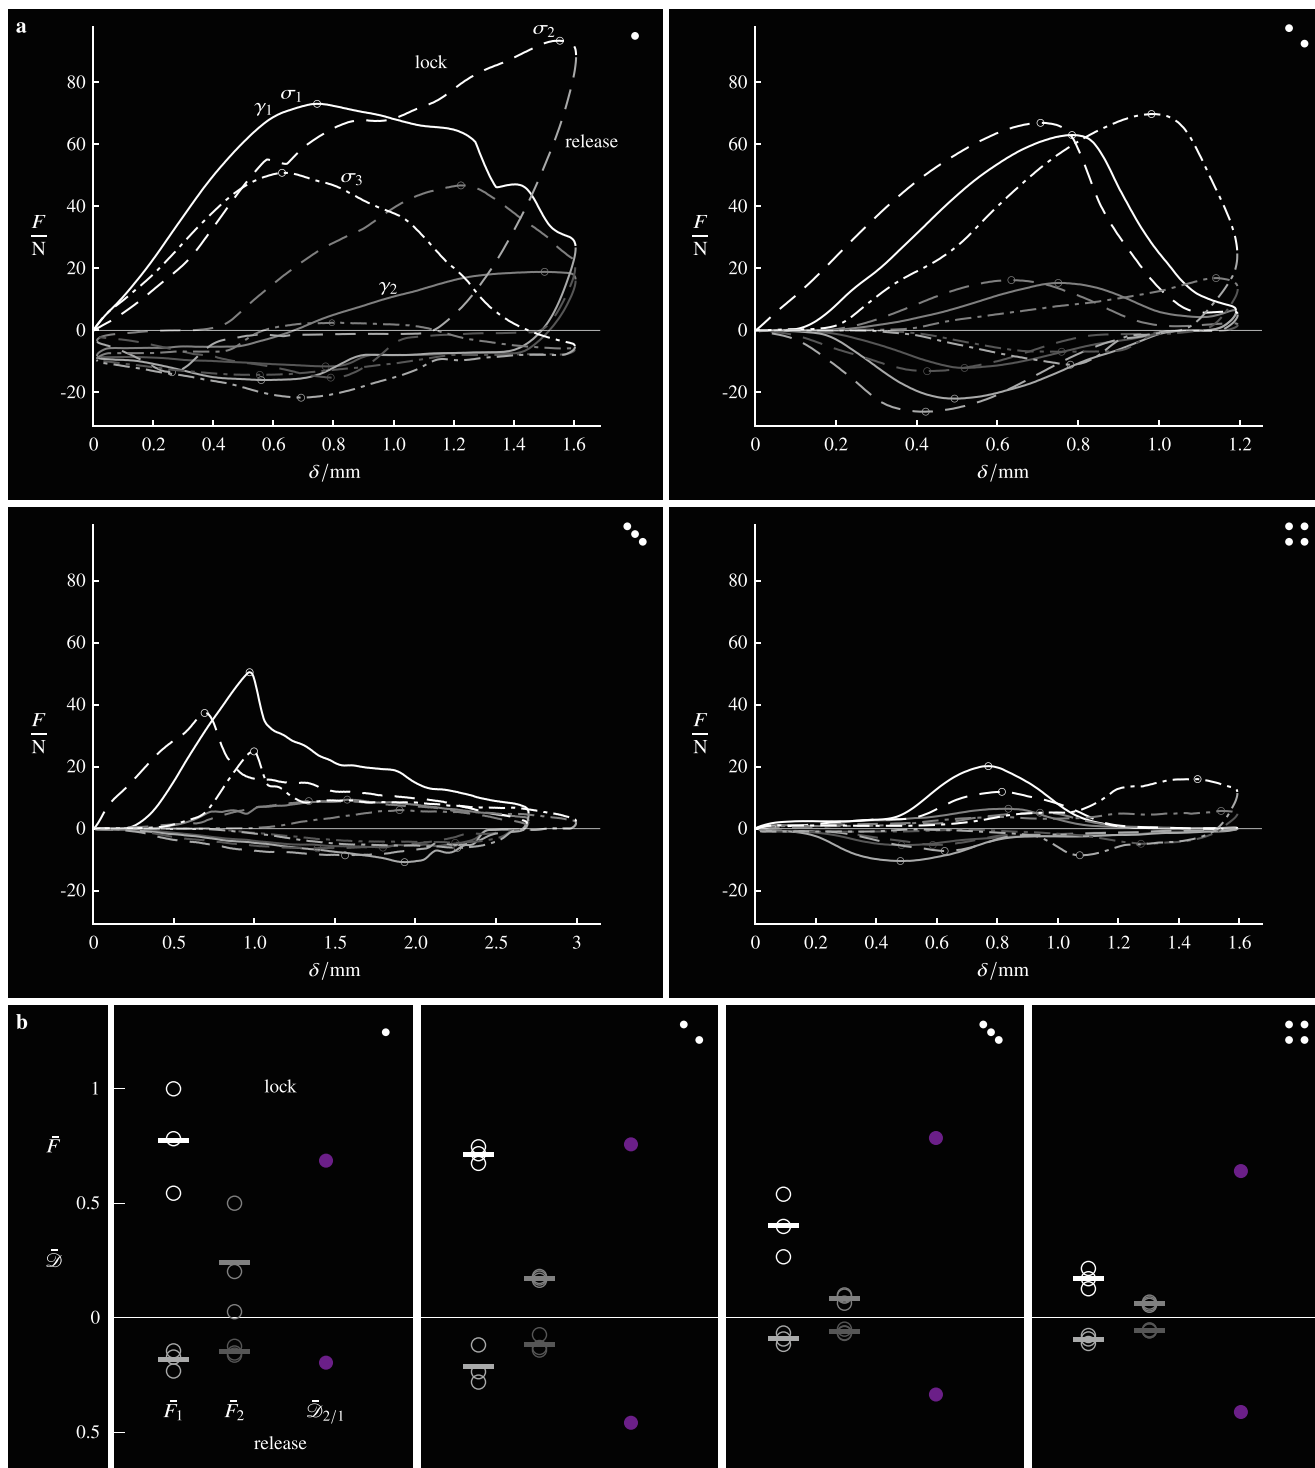 a
σ2
lock
80
γ1 σ1
60
release
σ3
40
F
N
20
γ2
0
-20
0 0.2 0.4 0.6 0.8 1.0 1.2 1.4 1.6
δ/mm
80
60
40
F
N
20
0
-20
0 0.2 0.4 0.6 0.8 1.0 1.2
δ/mm
80
60
40
F
N
20
0
-20
0 0.5 1.0 1.5 2.0 2.5 3
δ/mm
80
60
40
F
N
20
0
-20
0 0.2 0.4 0.6 0.8 1.0 1.2 1.4 1.6
δ/mm
b
1
lock
F̄
0.5
𝒟̄
0
F̄1 F̄2 𝒟̄2/1
0.5
release